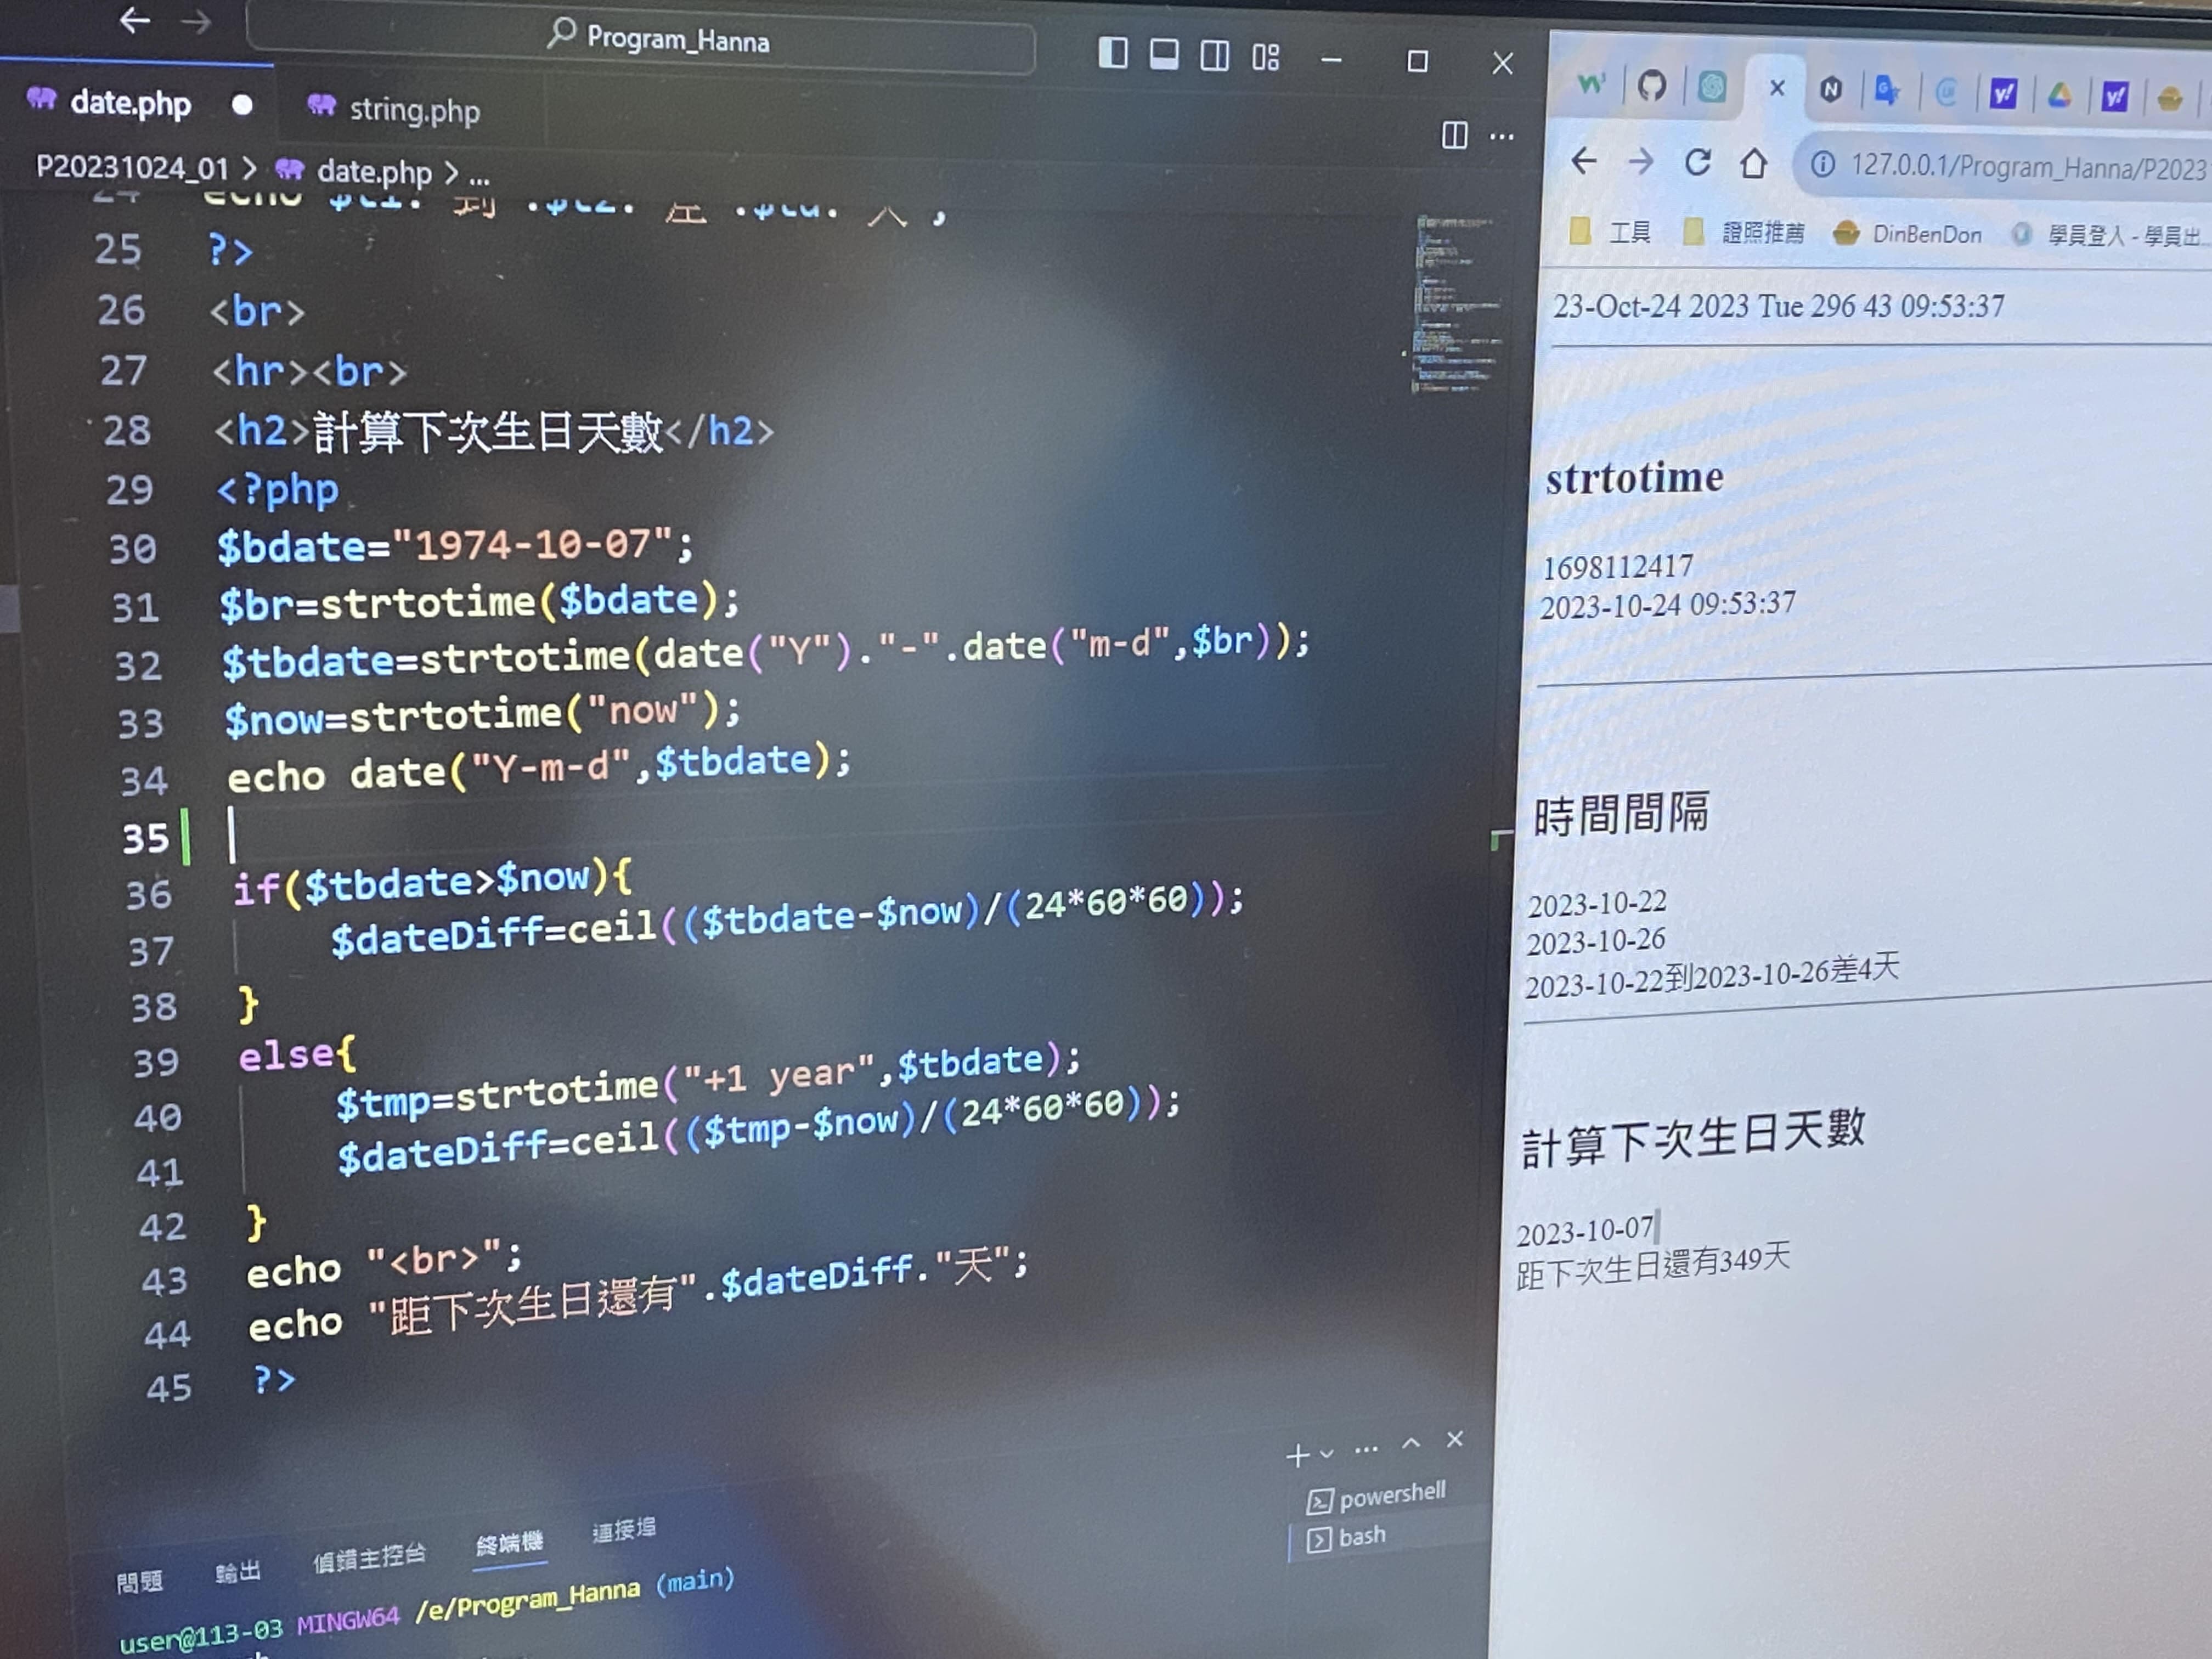 Program_Hanna
date.php string.php
P20231024_01 > date.php > ...
25 ?>
26 <br>
27 <hr><br>
28 <h2>計算下次生日天數</h2>
29 <?php
30 $bdate="1974-10-07";
31 $br=strtotime($bdate);
32 $tbdate=strtotime(date("Y")."-".date("m-d",$br));
33 $now=strtotime("now");
34 echo date("Y-m-d",$tbdate);
35
36 if($tbdate>$now){
37 $dateDiff=ceil(($tbdate-$now)/(24*60*60));
38 }
39 else{
40 $tmp=strtotime("+1 year",$tbdate);
41 $dateDiff=ceil(($tmp-$now)/(24*60*60));
42 }
43 echo "<br>";
44 echo "距下次生日還有".$dateDiff."天";
45 ?>
powershell
bash
問題 輸出 偵錯主控台 終端機 連接埠
user@113-03 MINGW64 /e/Program_Hanna (main)
127.0.0.1/Program_Hanna/P2023
工具 證照推薦 DinBenDon 學員登入 - 學員出...
23-Oct-24 2023 Tue 296 43 09:53:37
strtotime
1698112417
2023-10-24 09:53:37
時間間隔
2023-10-22
2023-10-26
2023-10-22到2023-10-26差4天
計算下次生日天數
2023-10-07
距下次生日還有349天